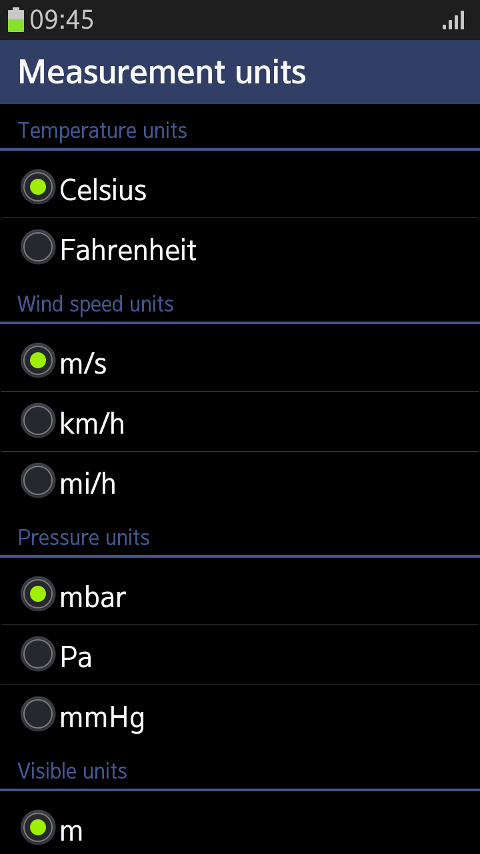 09:45
Measurement units
Temperature units
Celsius
Fahrenheit
Wind speed units
m/s
km/h
mi/h
Pressure units
mbar
Pa
mmHg
Visible units
m